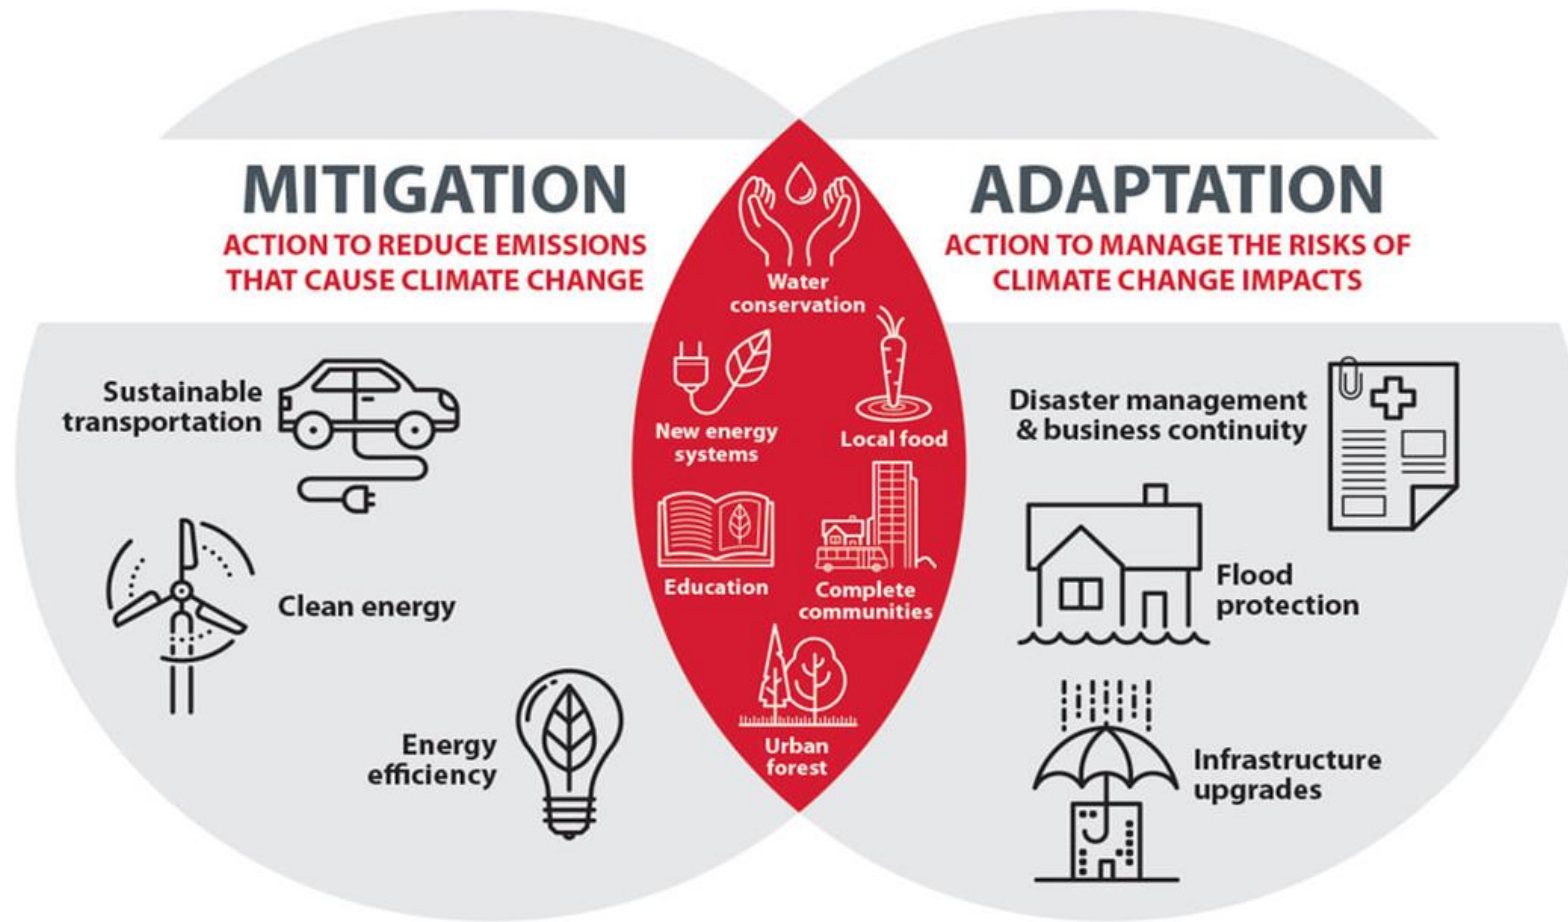 MITIGATION
ACTION TO REDUCE EMISSIONS
THAT CAUSE CLIMATE CHANGE
Sustainable
transportation
Clean energy
Energy
efficiency
Water
conservation
New energy
systems
Local food
Education
Complete
communities
Urban
forest
ADAPTATION
ACTION TO MANAGE THE RISKS OF
CLIMATE CHANGE IMPACTS
Disaster management
& business continuity
Flood
protection
Infrastructure
upgrades